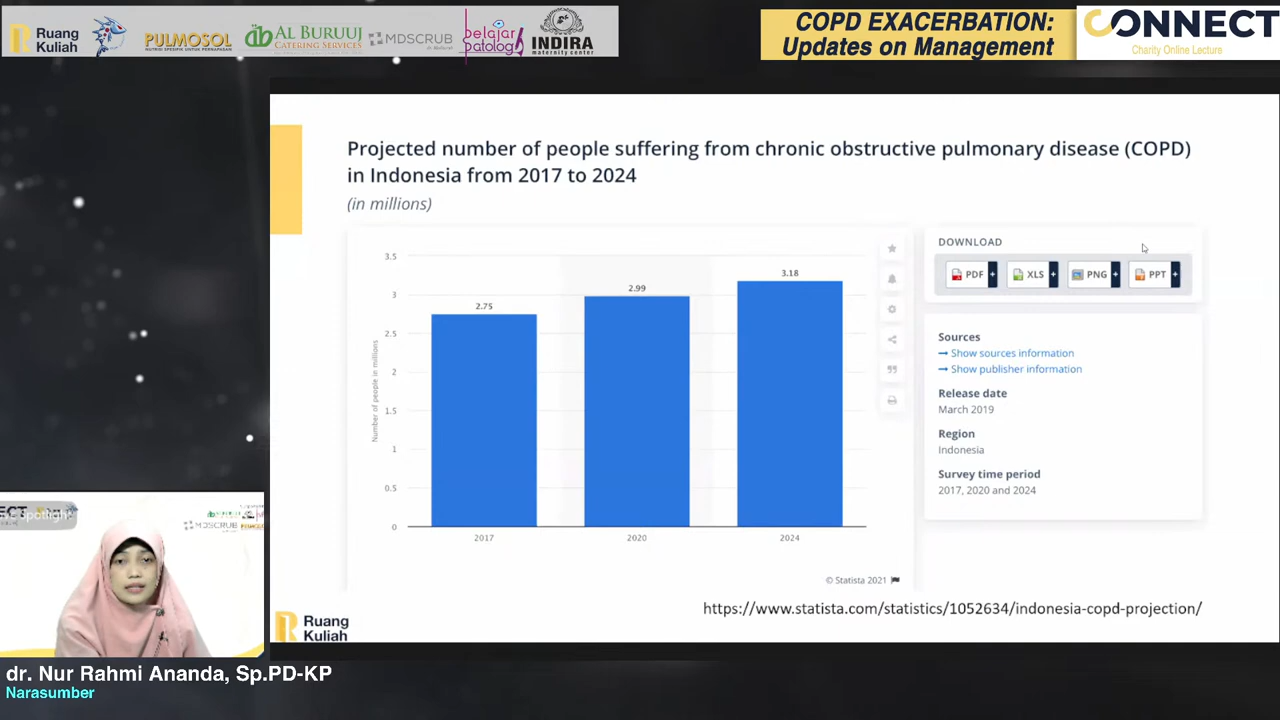 Ruang
Kuliah
PULMOSOL
NUTRISI SPESIFIK UNTUK PERNAPASAN
AL BURUUJ
CATERING SERVICES
MDSCRUB
belajar
patologi
INDIRA
maternity center
COPD EXACERBATION:
Updates on Management
CONNECT
Charity Online Lecture
Projected number of people suffering from chronic obstructive pulmonary disease (COPD)
in Indonesia from 2017 to 2024
(in millions)
Number of people in millions
3.5
3
2.5
2
1.5
1
0.5
0
2.75
2.99
3.18
2017
2020
2024
© Statista 2021
DOWNLOAD
PDF +
XLS +
PNG +
PPT +
Sources
→ Show sources information
→ Show publisher information
Release date
March 2019
Region
Indonesia
Survey time period
2017, 2020 and 2024
https://www.statista.com/statistics/1052634/indonesia-copd-projection/
Ruang
Kuliah
MDSCRUB
dr. Nur Rahmi Ananda, Sp.PD-KP
Narasumber